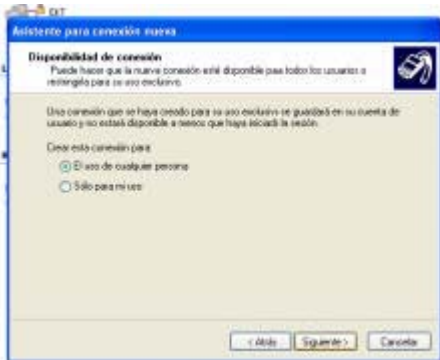 Asistente para conexión nueva
Disponibilidad de conexión
Puede hacer que la nueva conexión esté disponible para todos los usuarios o
restringirla para su uso exclusivo.
Una conexión que se haya creado para su uso exclusivo se guardará en su cuenta de
usuario y no estará disponible a menos que haya iniciado la sesión.
Crear esta conexión para:
El uso de cualquier persona
Sólo para mi uso
< Atrás
Siguiente >
Cancelar